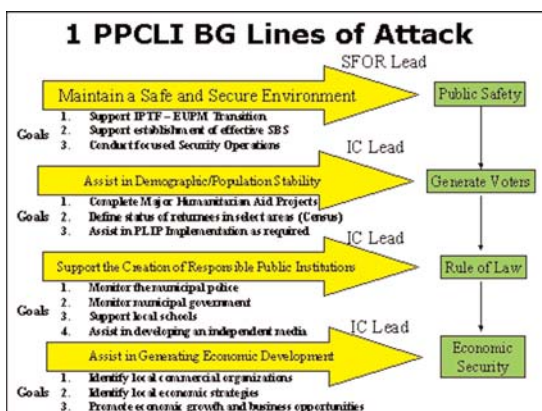 1 PPCLI BG Lines of Attack
SFOR Lead
Maintain a Safe and Secure Environment
Public Safety
Goals
1. Support IPTF – EUPM Transition
2. Support establishment of effective SBS
3. Conduct focused Security Operations
IC Lead
Assist in Demographic/Population Stability
Generate Voters
Goals
1. Complete Major Humanitarian Aid Projects
2. Define status of returnees in select areas (Census)
3. Assist in PLIP Implementation as required
IC Lead
Support the Creation of Responsible Public Institutions
Rule of Law
Goals
1. Monitor the municipal police
2. Monitor municipal government
3. Support local schools
4. Assist in developing an independent media
IC Lead
Assist in Generating Economic Development
Economic
Security
Goals
1. Identify local commercial organizations
2. Identify local economic strategies
3. Promote economic growth and business opportunities